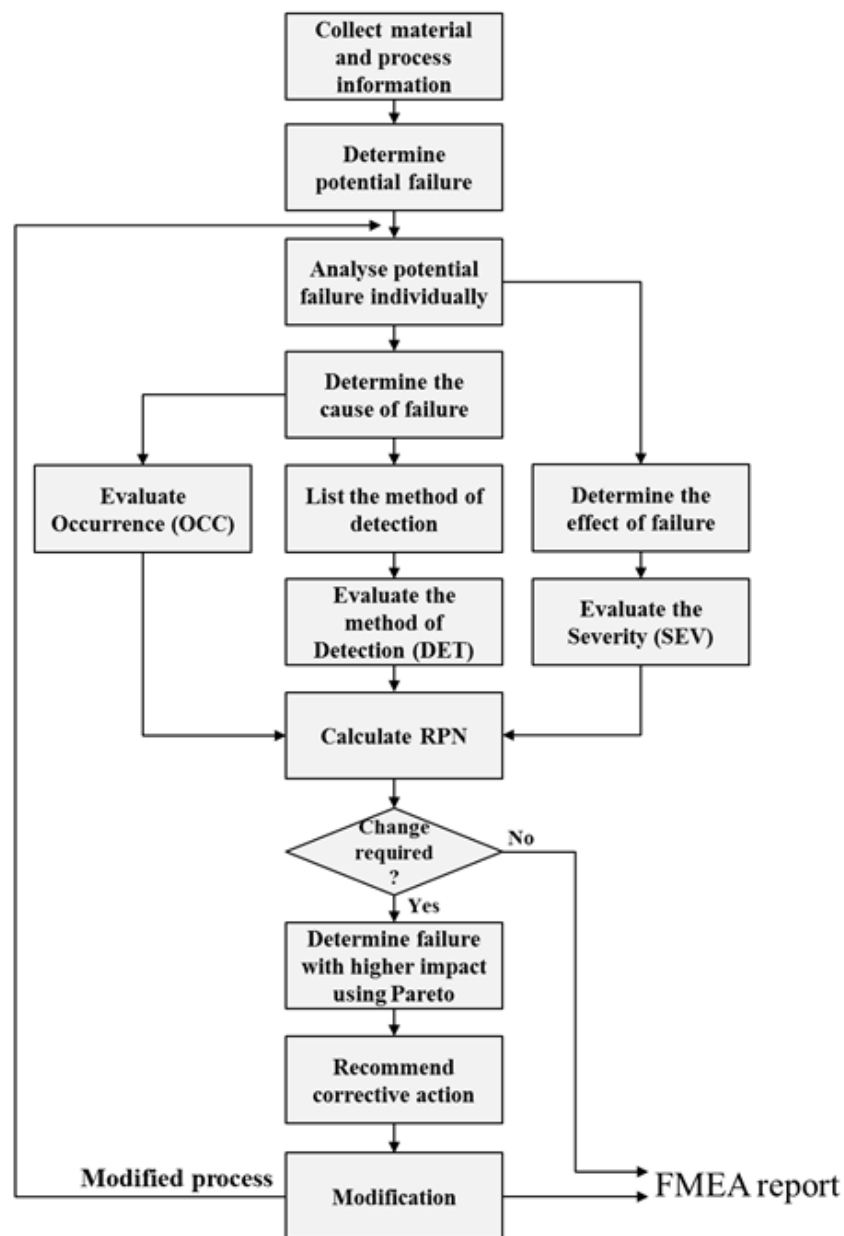 Collect material
and process
information
Determine
potential failure
Analyse potential
failure individually
Determine the
cause of failure
Evaluate
Occurrence (OCC)
List the method of
detection
Determine the
effect of failure
Evaluate the
method of
Detection (DET)
Evaluate the
Severity (SEV)
Calculate RPN
Change
required
?
No
Yes
Determine failure
with higher impact
using Pareto
Recommend
corrective action
Modified process
Modification
FMEA report